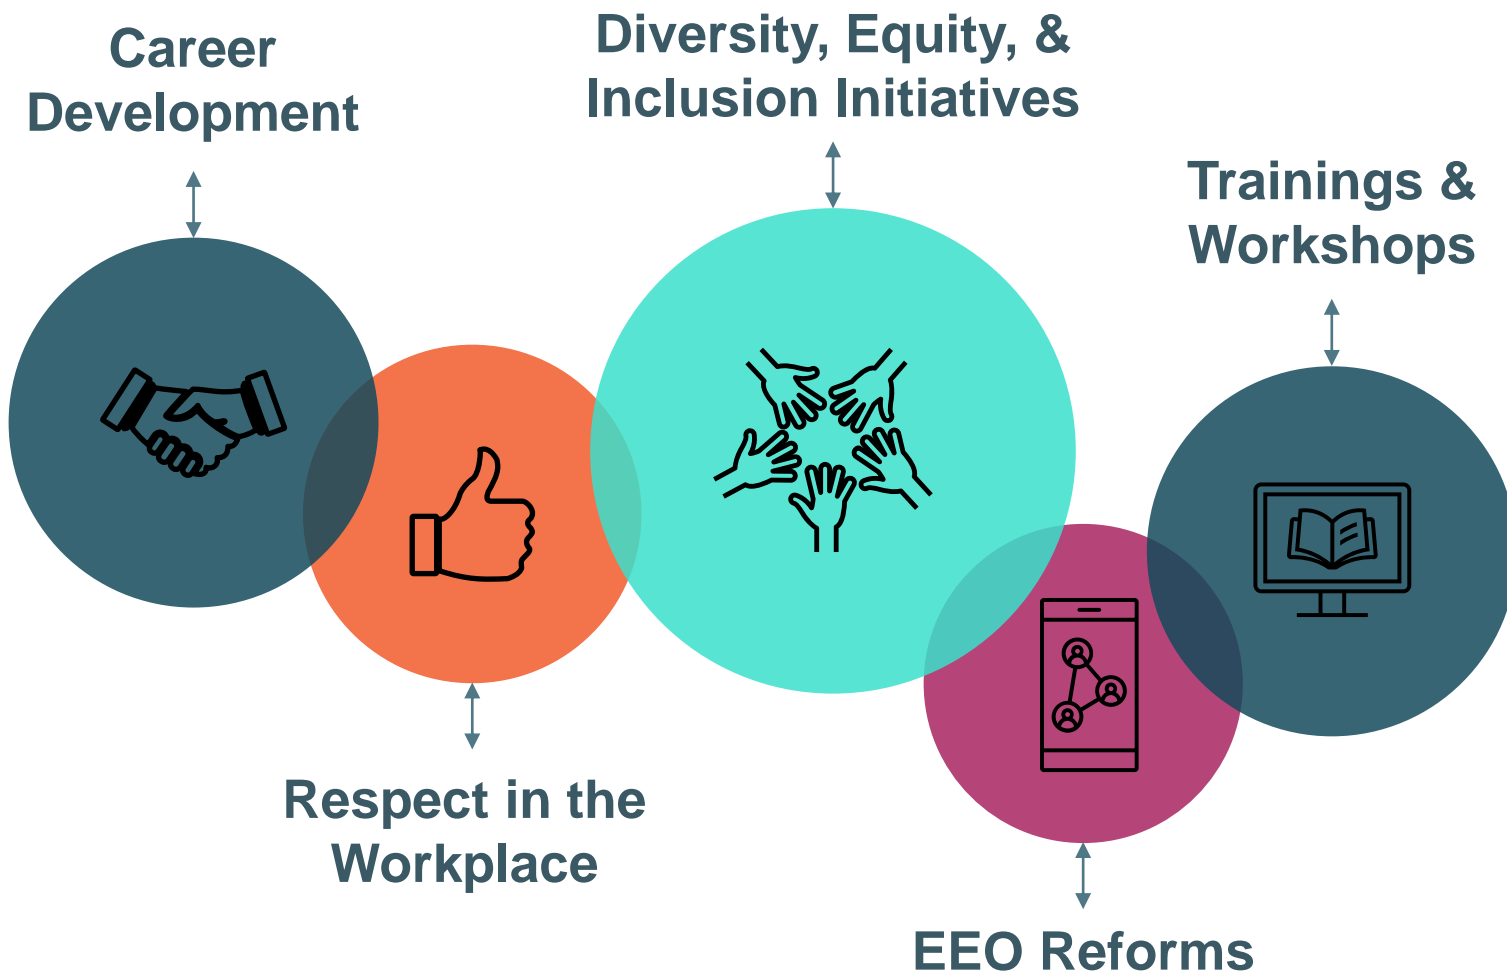 Career
Development
Diversity, Equity, &
Inclusion Initiatives
Trainings &
Workshops
Respect in the
Workplace
EEO Reforms